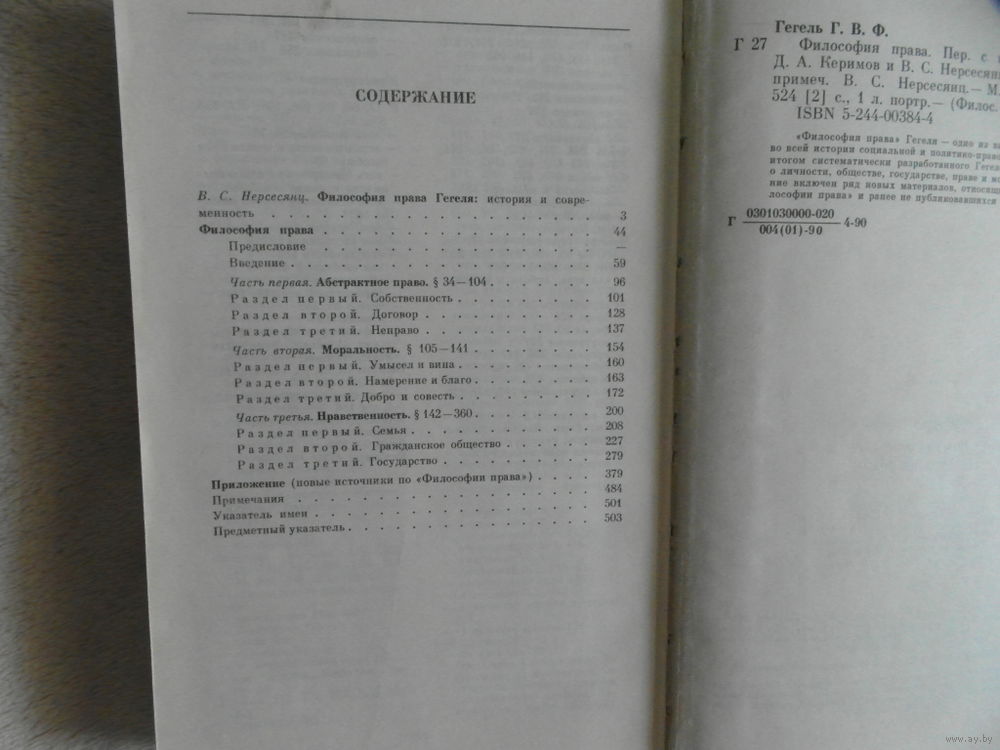 СОДЕРЖАНИЕ
В. С. Нерсесянц. Философия права Гегеля: история и совре-
менность . . . . . . . . . . . . . . . . . 3
Философия права . . . . . . . . . . . . . . 44
Предисловие . . . . . . . . . . . . . . —
Введение . . . . . . . . . . . . . . . . 59
Часть первая. Абстрактное право. § 34—104 . . . . . . . 96
Раздел первый. Собственность . . . . . . . . 101
Раздел второй. Договор . . . . . . . . . . 128
Раздел третий. Неправо . . . . . . . . . . 137
Часть вторая. Моральность. § 105—141 . . . . . . . . 154
Раздел первый. Умысел и вина . . . . . . . . 160
Раздел второй. Намерение и благо . . . . . . . 163
Раздел третий. Добро и совесть . . . . . . . . 172
Часть третья. Нравственность. § 142—360 . . . . . . . 200
Раздел первый. Семья . . . . . . . . . . . 208
Раздел второй. Гражданское общество . . . . . 227
Раздел третий. Государство . . . . . . . . . 279
Приложение (новые источники по «Философии права») . . . . 379
Примечания . . . . . . . . . . . . . . . . 484
Указатель имен . . . . . . . . . . . . . . . 501
Предметный указатель . . . . . . . . . . . . . 503
Гегель Г. В. Ф.
Г 27 Философия права. Пер. с
Д. А. Керимов и В. С. Нерсесянц
примеч. В. С. Нерсесянц.— М.
524 [2] с., 1 л. портр.— (Филос.
ISBN 5-244-00384-4
«Философия права» Гегеля — одно из
во всей истории социальной и
итогом систематически разработанного
о личности, обществе, государстве, праве и
ние включен ряд новых материалов,
лософии права» и ранее не публиковавшихся
Г 0301030000-020 4-90
004(01)-90
www.ay.by